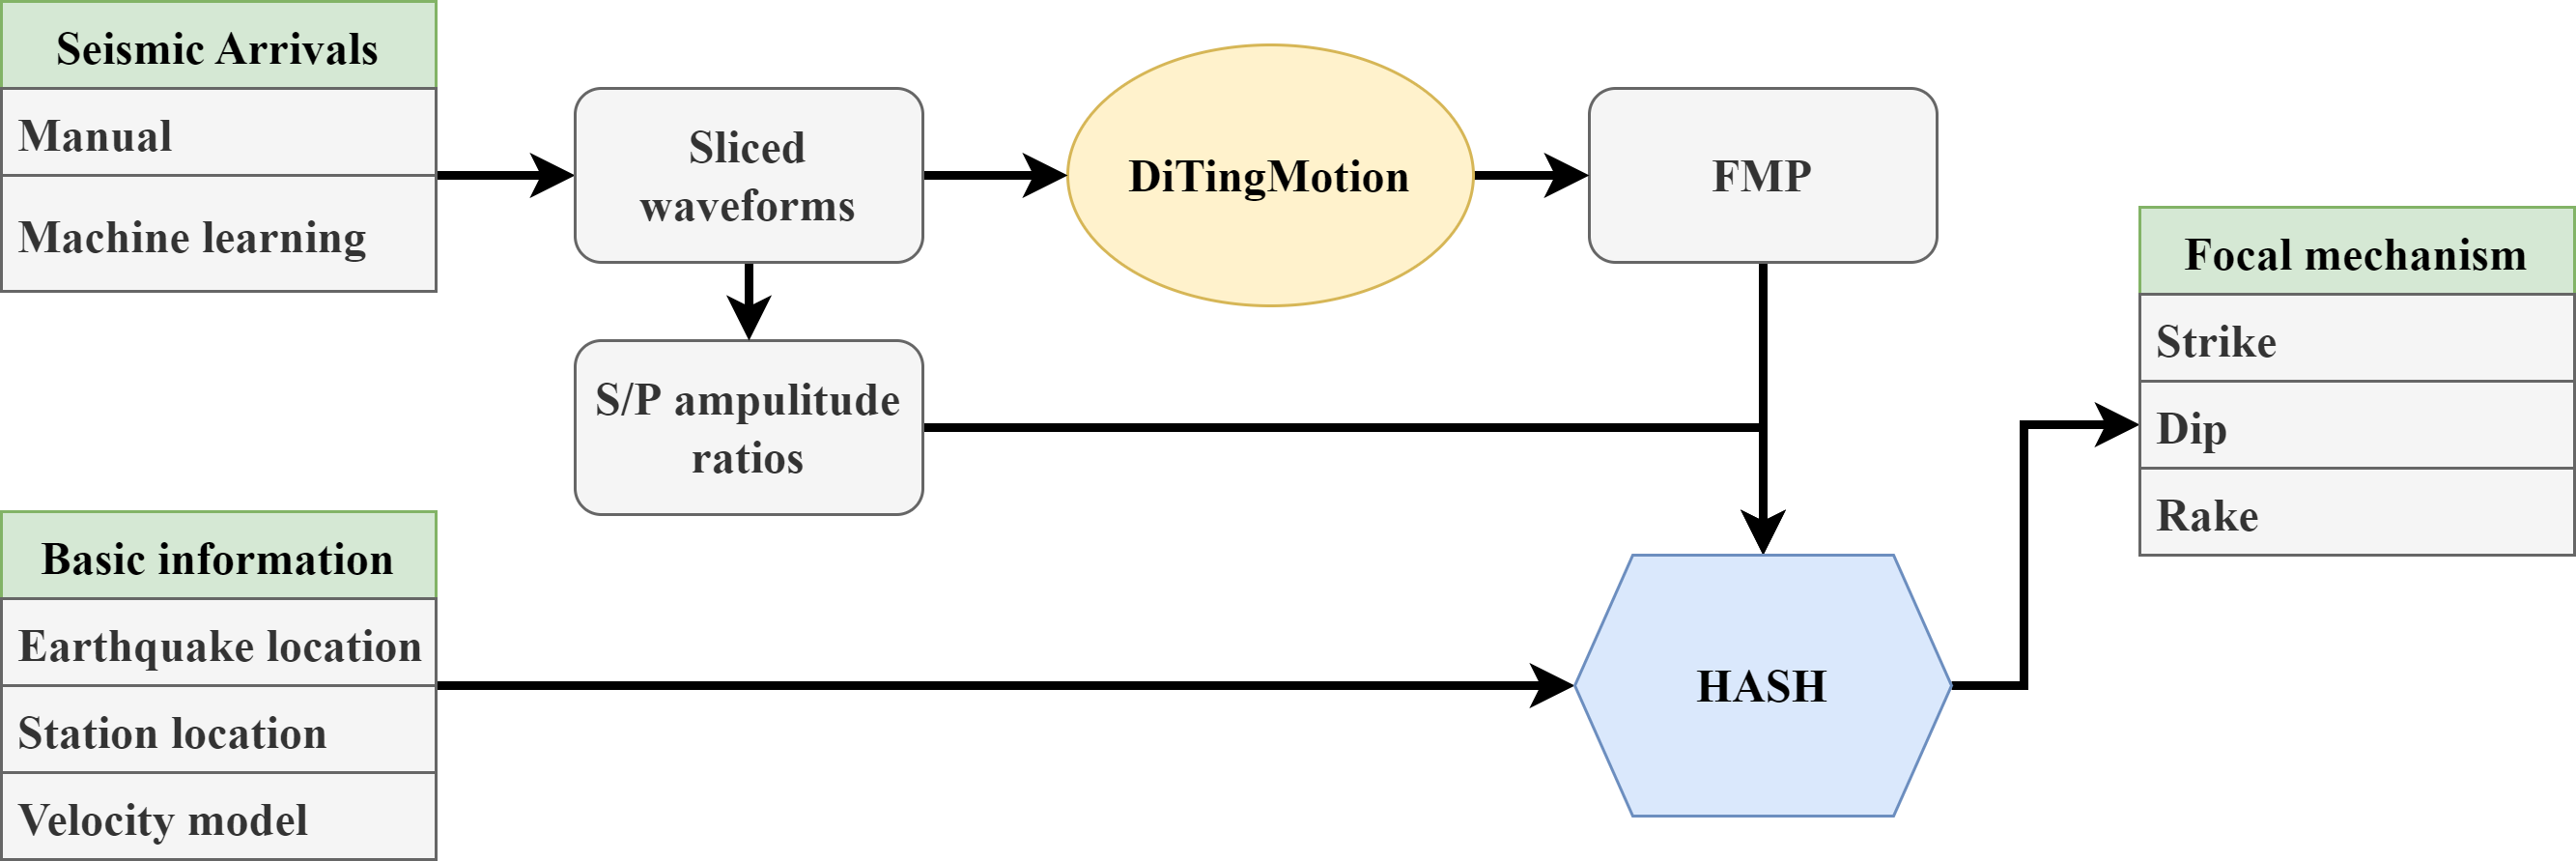 Seismic Arrivals
Manual
Machine learning
Sliced
waveforms
DiTingMotion
FMP
S/P ampulitude
ratios
Basic information
Earthquake location
Station location
Velocity model
HASH
Focal mechanism
Strike
Dip
Rake